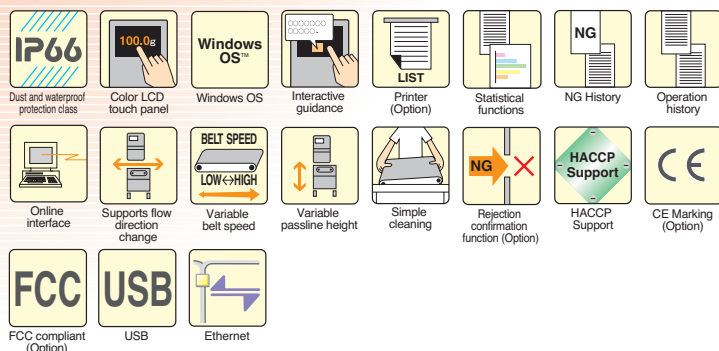 IP66
Dust and waterproof
protection class
100.0g
Color LCD
touch panel
Windows
OS™
Windows OS
Interactive
guidance
LIST
Printer
(Option)
Statistical
functions
NG
NG History
Operation
history
Online
interface
Supports flow
direction
change
BELT SPEED
LOW↔HIGH
Variable
belt speed
Variable
passline height
Simple
cleaning
NG
Rejection
confirmation
function (Option)
HACCP
Support
HACCP
Support
CE
CE Marking
(Option)
FCC
FCC compliant
(Option)
USB
USB
Ethernet